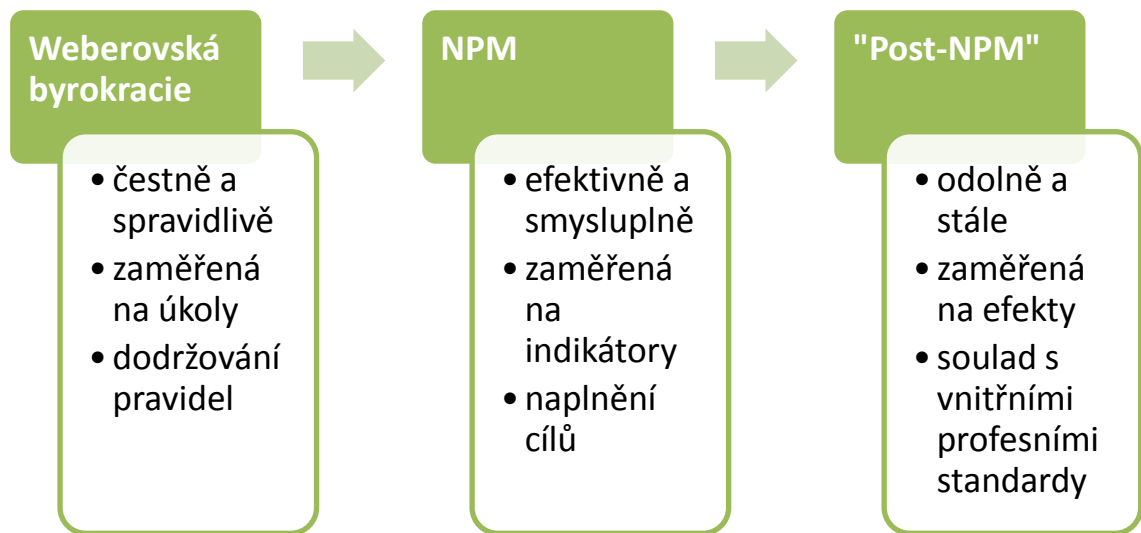 Weberovská
byrokracie
• čestně a
spravidlivě
• zaměřená
na úkoly
• dodržování
pravidel
NPM
• efektivně a
smysluplně
• zaměřená
na
indikátory
• naplnění
cílů
"Post-NPM"
• odolně a
stále
• zaměřená
na efekty
• soulad s
vnitřními
profesními
standardy